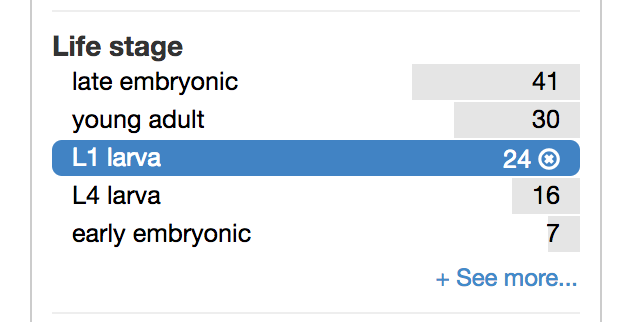 Life stage
late embryonic 41
young adult 30
L1 larva 24
L4 larva 16
early embryonic 7
+ See more...